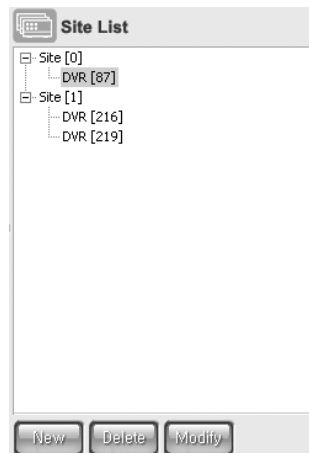 Site List
Site [0]
DVR [87]
Site [1]
DVR [216]
DVR [219]
New Delete Modify